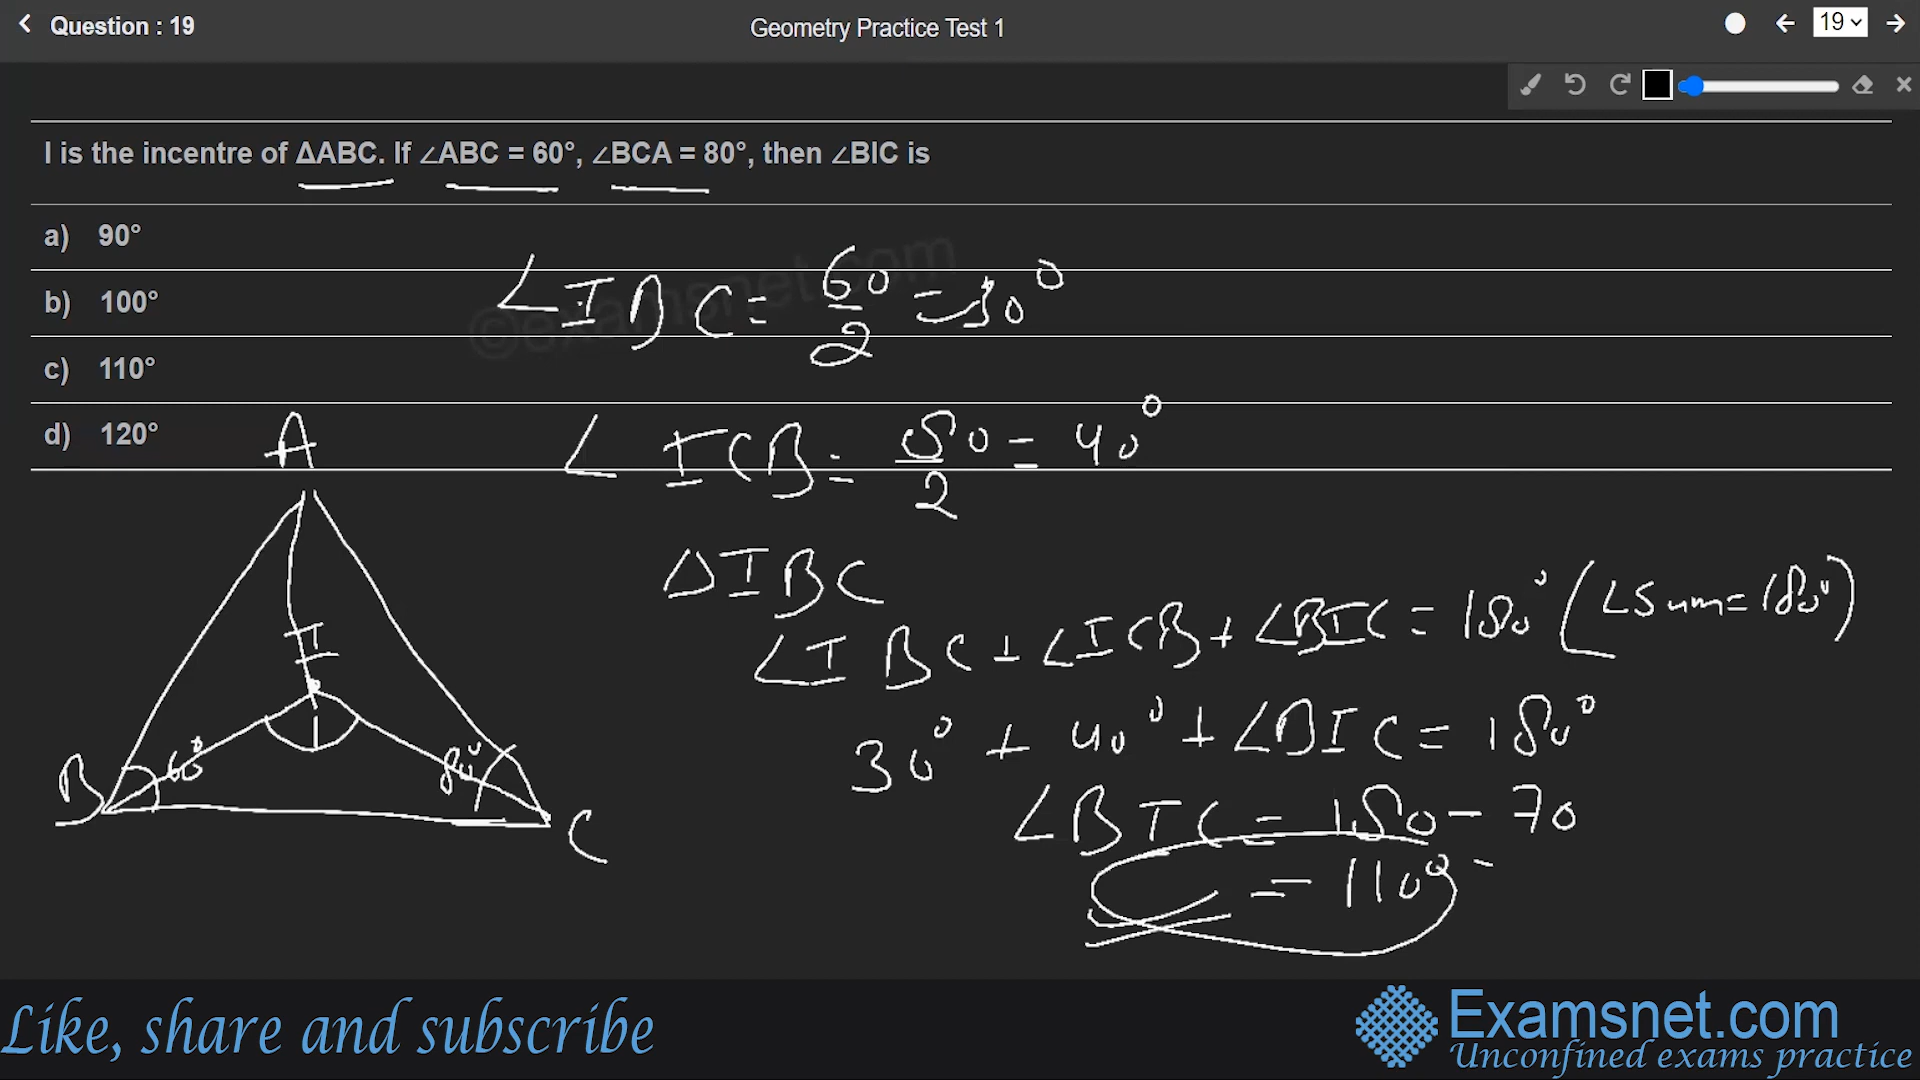 Question : 19
Geometry Practice Test 1
19
I is the incentre of ΔABC. If ∠ABC = 60°, ∠BCA = 80°, then ∠BIC is
a) 90°
b) 100°
c) 110°
d) 120°
©examsnet.com
∠IBC = 60/2 = 30°
∠ICB = 80/2 = 40°
ΔIBC
∠IBC + ∠ICB + ∠BIC = 180° (∠Sum = 180°)
30° + 40° + ∠BIC = 180°
∠BIC = 180 - 70
= 110°
A
I
B
60°
80°
C
Like, share and subscribe
Examsnet.com
Unconfined exams practice